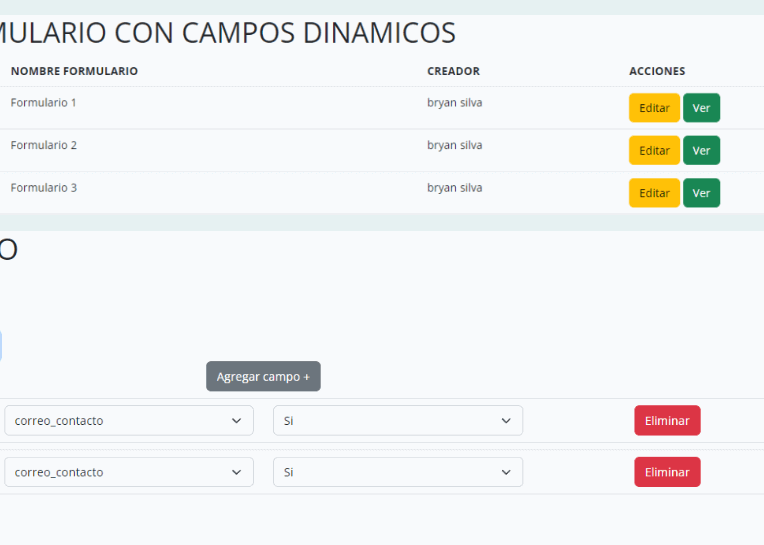 MULARIO CON CAMPOS DINAMICOS
NOMBRE FORMULARIO CREADOR ACCIONES
Formulario 1 bryan silva Editar Ver
Formulario 2 bryan silva Editar Ver
Formulario 3 bryan silva Editar Ver
O
Agregar campo +
correo_contacto Si Eliminar
correo_contacto Si Eliminar